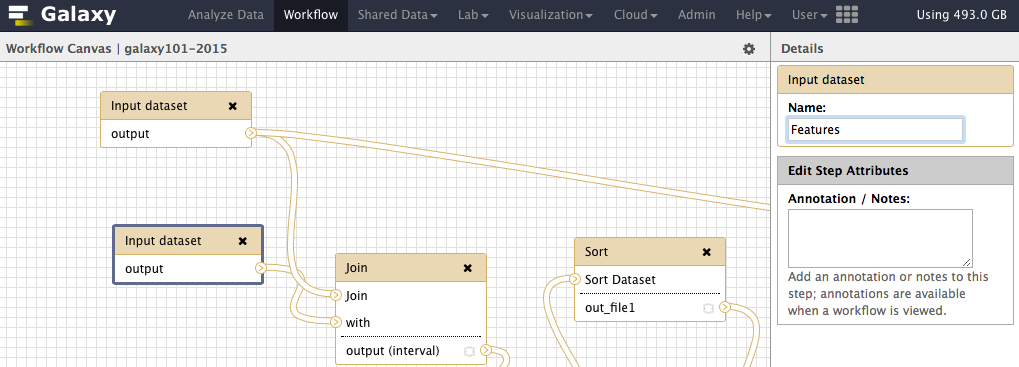 Galaxy Analyze Data Workflow Shared Data Lab Visualization Cloud Admin Help User Using 493.0 GB
Workflow Canvas | galaxy101-2015
Details
Input dataset
output
Input dataset
output
Join
Join
with
output (interval)
Sort
Sort Dataset
out_file1
Input dataset
Name:
Features
Edit Step Attributes
Annotation / Notes:
Add an annotation or notes to this
step; annotations are available
when a workflow is viewed.